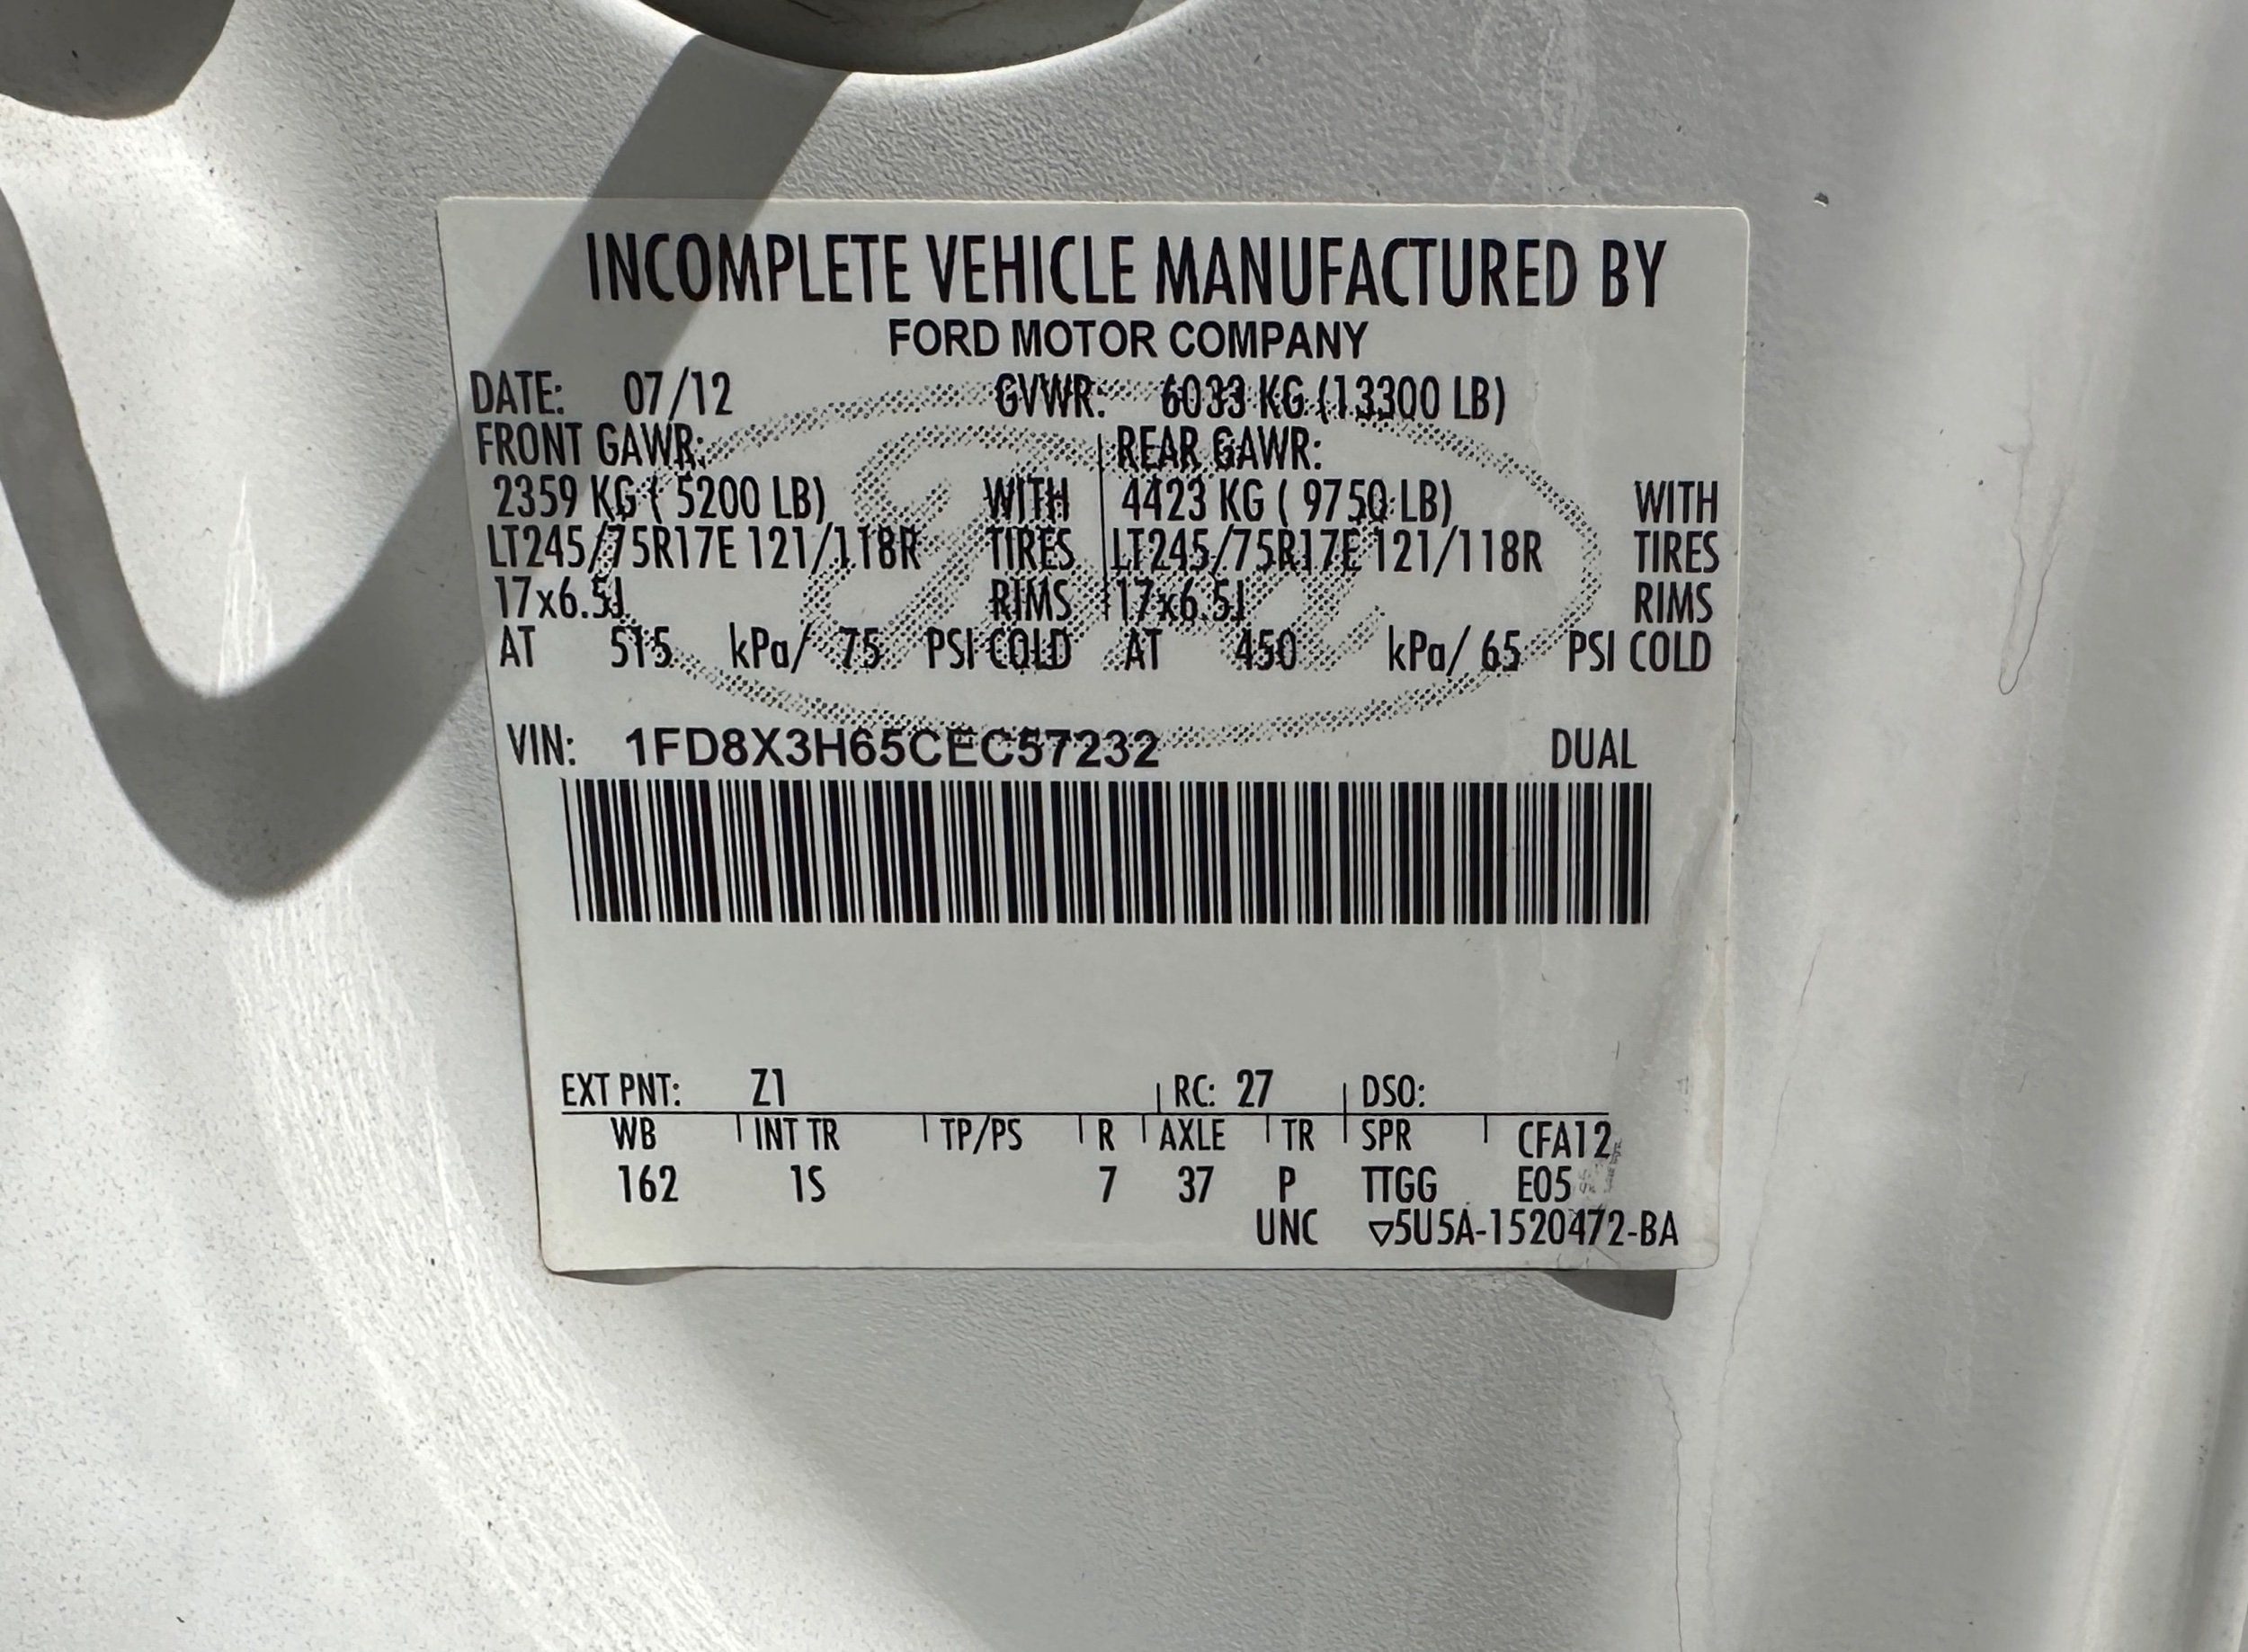 INCOMPLETE VEHICLE MANUFACTURED BY
FORD MOTOR COMPANY
DATE: 07/12 GVWR: 6033 KG (13300 LB)
FRONT GAWR: REAR GAWR:
2359 KG ( 5200 LB) WITH 4423 KG ( 9750 LB) WITH
LT245/75R17E 121/118R TIRES LT245/75R17E 121/118R TIRES
17x6.5J RIMS 17x6.5J RIMS
AT 515 kPa/ 75 PSI COLD AT 450 kPa/ 65 PSI COLD
VIN: 1FD8X3H65CEC57232 DUAL
EXT PNT: Z1 RC: 27 DSO:
WB INT TR TP/PS R AXLE TR SPR CFA12
162 1S 7 37 P TTGG E05
UNC ▽5U5A-1520472-BA